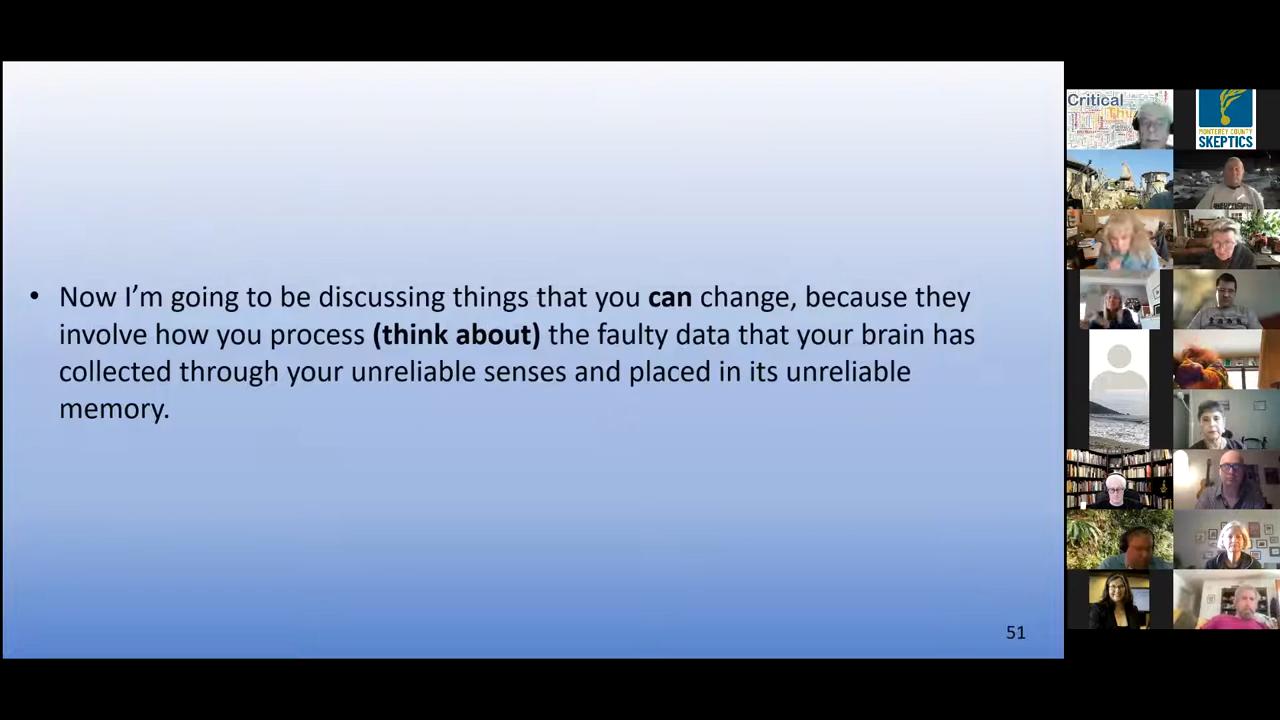 • Now I'm going to be discussing things that you can change, because they
involve how you process (think about) the faulty data that your brain has
collected through your unreliable senses and placed in its unreliable
memory.
51
Critical
MONTEREY COUNTY
SKEPTICS